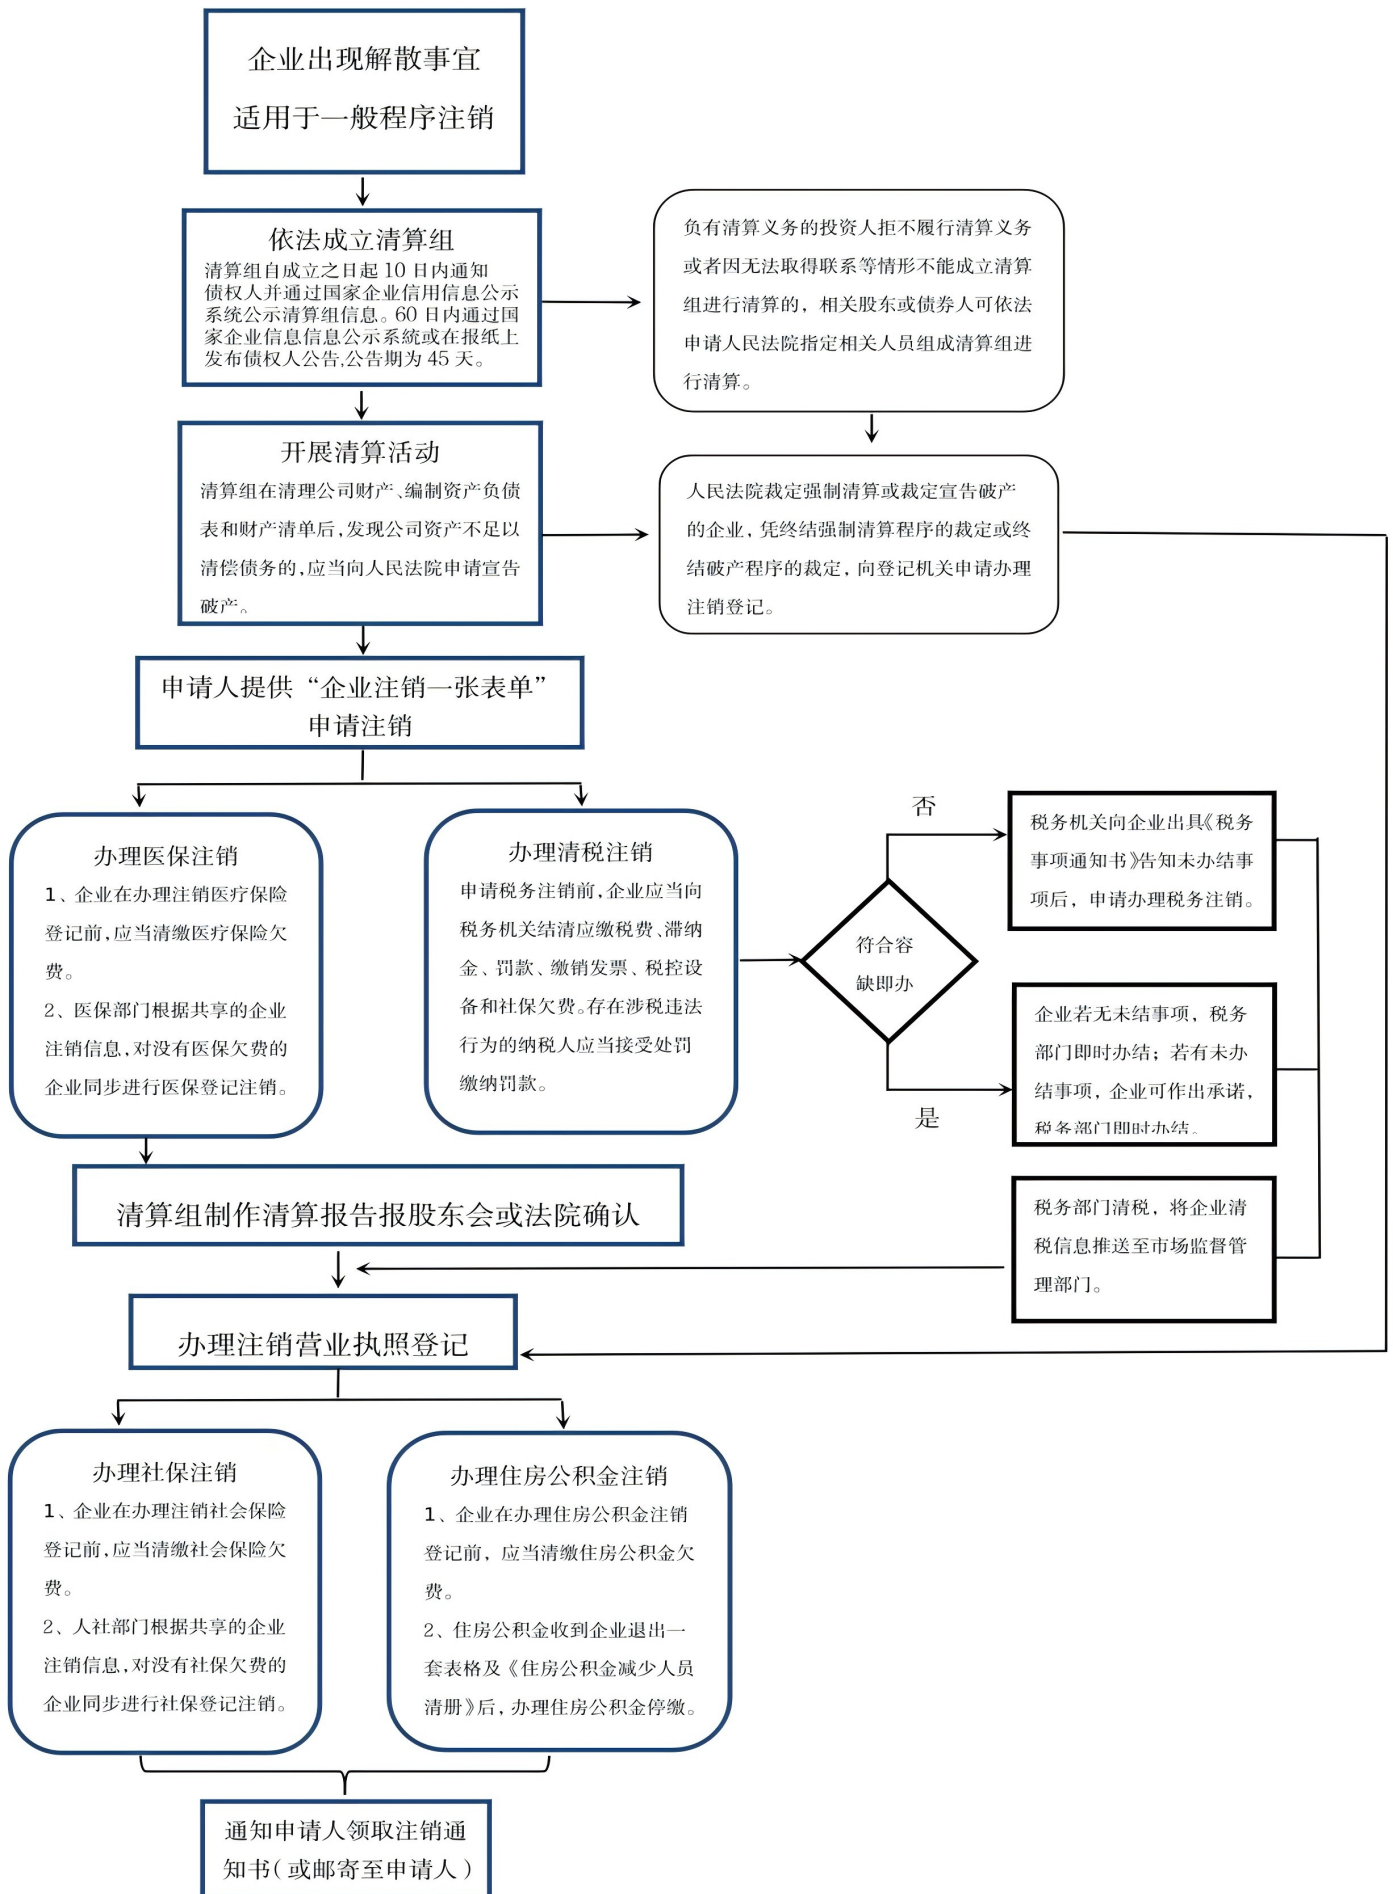 企业出现解散事宜
适用于一般程序注销
依法成立清算组
清算组自成立之日起 10 日内通知
债权人并通过国家企业信用信息公示
系统公示清算组信息。60 日内通过国
家企业信息信息公示系统或在报纸上
发布债权人公告,公告期为 45 天。
负有清算义务的投资人拒不履行清算义务
或者因无法取得联系等情形不能成立清算
组进行清算的，相关股东或债券人可依法
申请人民法院指定相关人员组成清算组进
行清算。
开展清算活动
清算组在清理公司财产、编制资产负债
表和财产清单后,发现公司资产不足以
清偿债务的,应当向人民法院申请宣告
破产。
人民法院裁定强制清算或裁定宣告破产
的企业，凭终结强制清算程序的裁定或终
结破产程序的裁定，向登记机关申请办理
注销登记。
申请人提供“企业注销一张表单”
申请注销
办理医保注销
1、企业在办理注销医疗保险
登记前,应当清缴医疗保险欠
费。
2、医保部门根据共享的企业
注销信息,对没有医保欠费的
企业同步进行医保登记注销。
办理清税注销
申请税务注销前,企业应当向
税务机关结清应缴税费、滞纳
金、罚款、缴销发票、税控设
备和社保欠费。存在涉税违法
行为的纳税人应当接受处罚
缴纳罚款。
符合容
缺即办
否
税务机关向企业出具《税务
事项通知书》告知未办结事
项后，申请办理税务注销。
是
企业若无未结事项，税务
部门即时办结；若有未办
结事项，企业可作出承诺，
税务部门即时办结。
税务部门清税，将企业清
税信息推送至市场监督管
理部门。
清算组制作清算报告报股东会或法院确认
办理注销营业执照登记
办理社保注销
1、企业在办理注销社会保险
登记前,应当清缴社会保险欠
费。
2、人社部门根据共享的企业
注销信息,对没有社保欠费的
企业同步进行社保登记注销。
办理住房公积金注销
1、企业在办理住房公积金注销
登记前，应当清缴住房公积金欠
费。
2、住房公积金收到企业退出一
套表格及《住房公积金减少人员
清册》后，办理住房公积金停缴。
通知申请人领取注销通
知书（或邮寄至申请人）